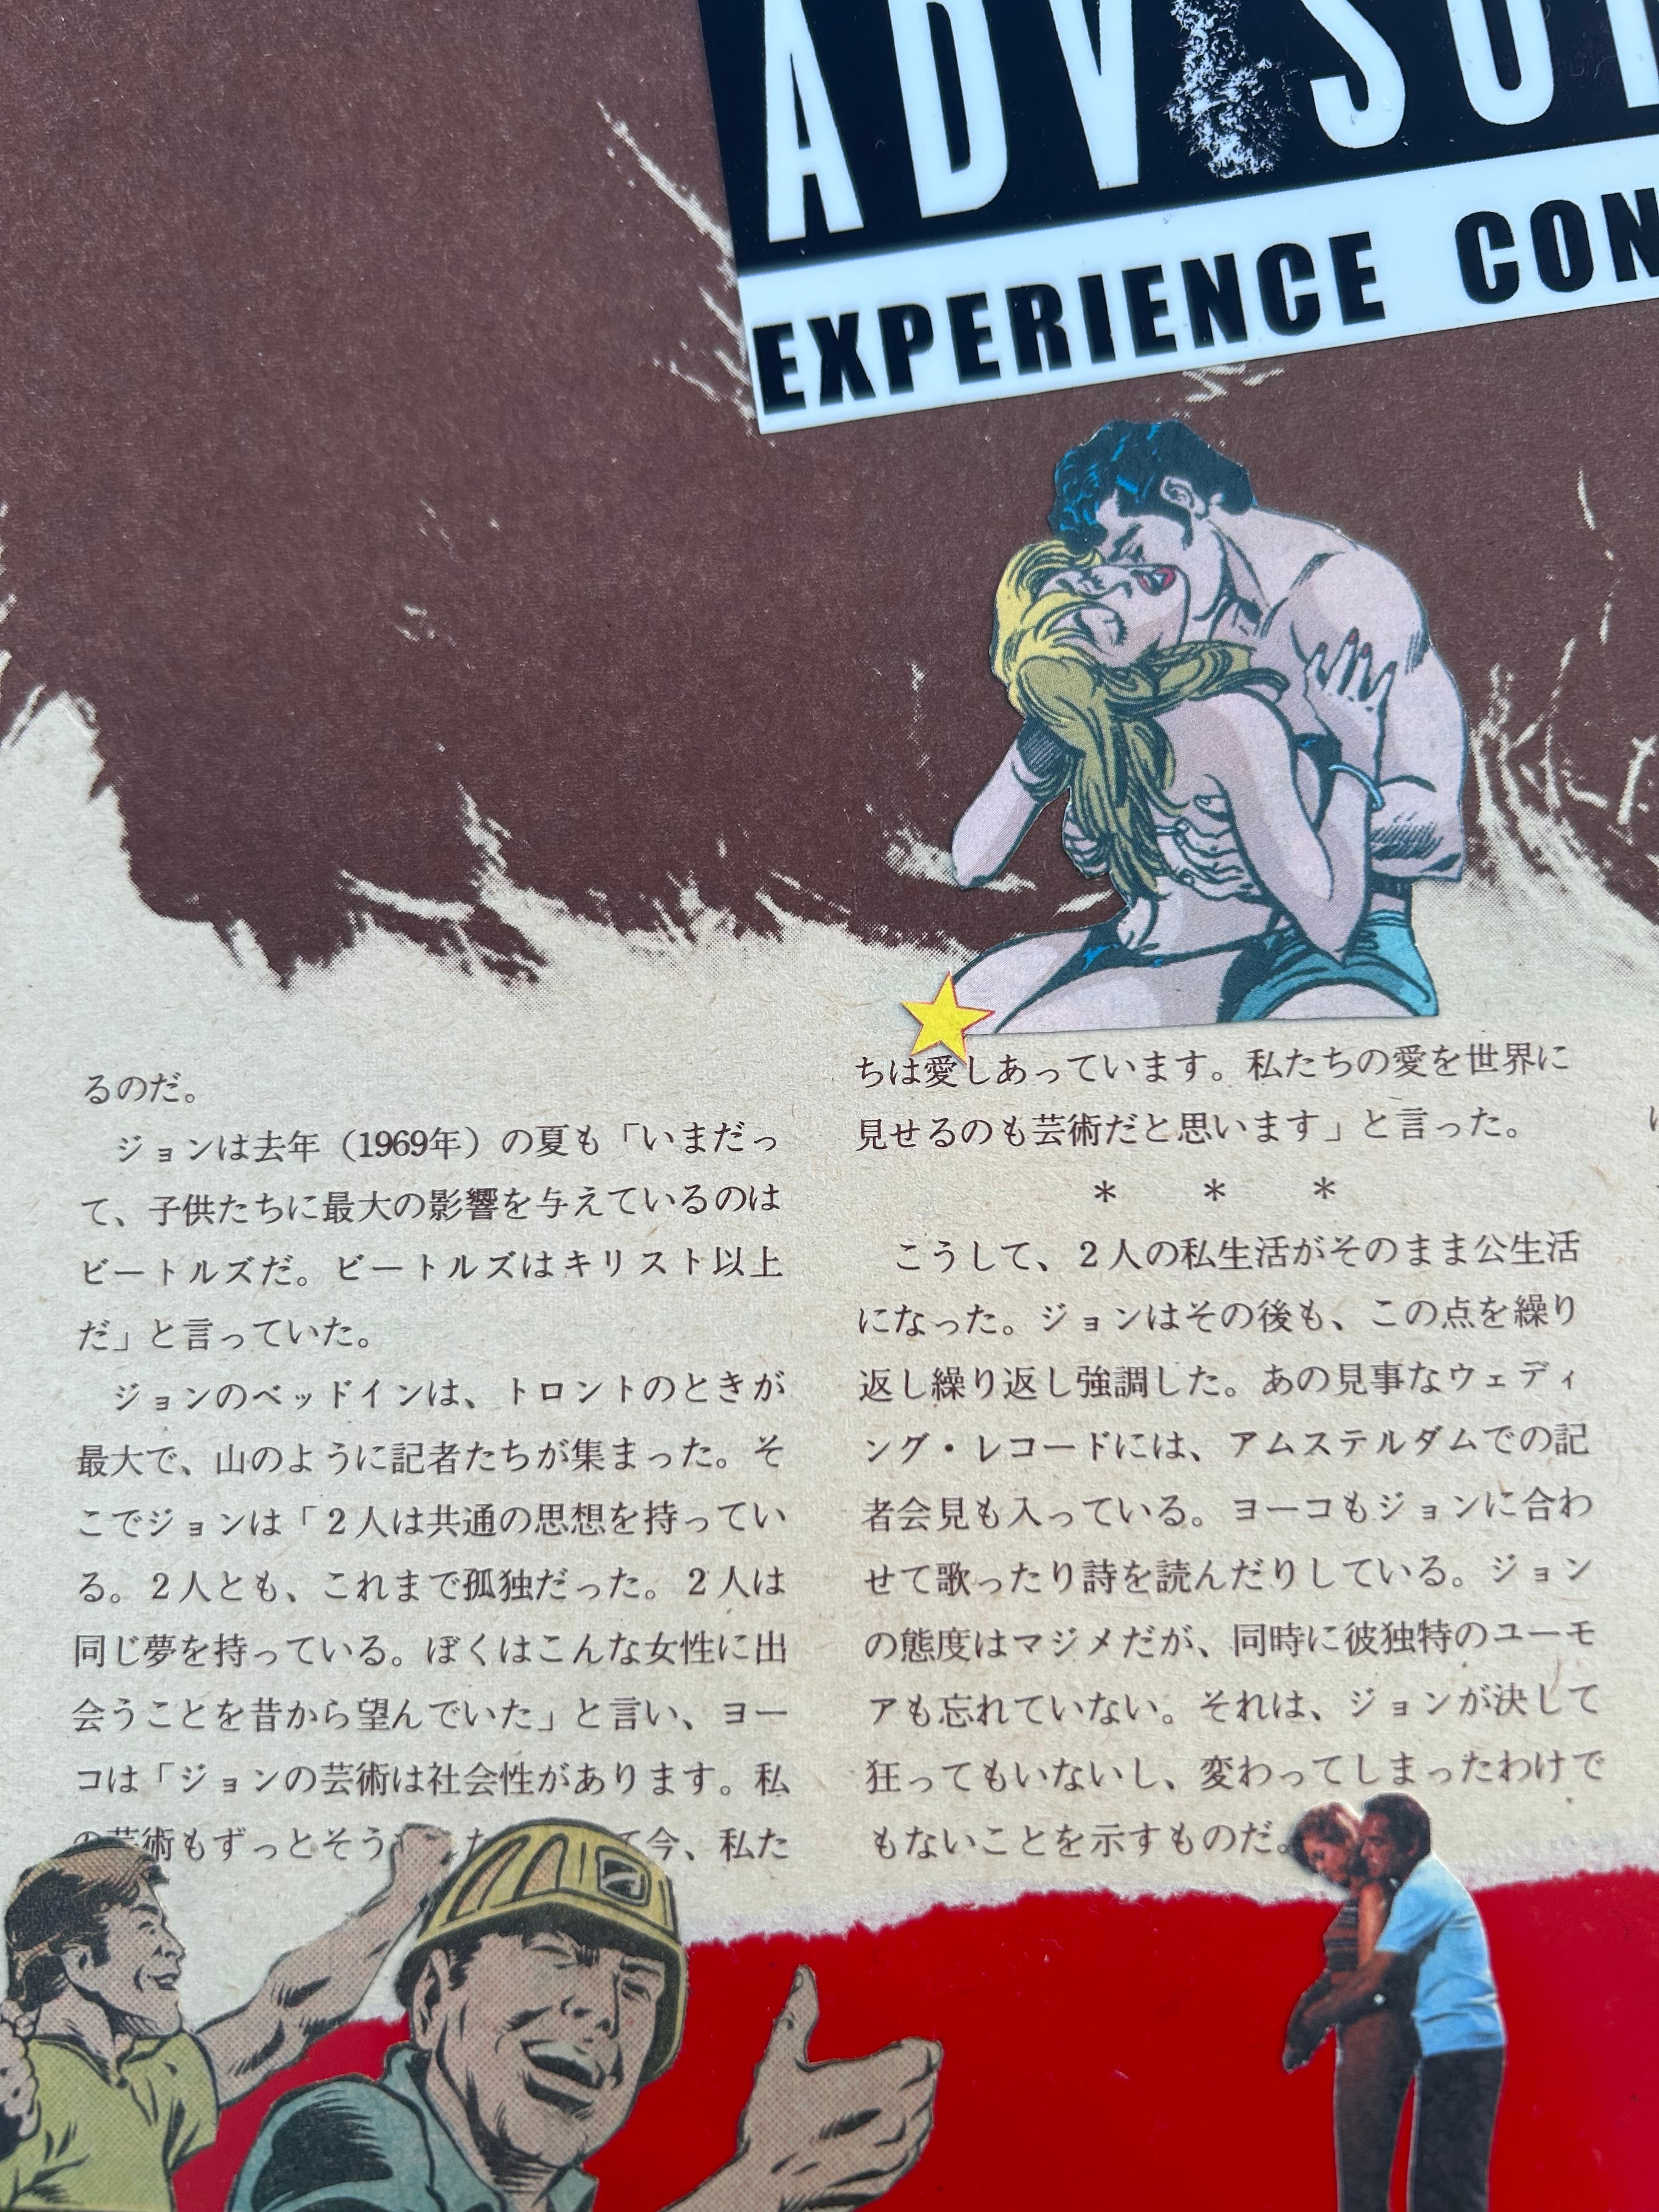 ADVISO
EXPERIENCE CON
るのだ。
ジョンは去年（1969年）の夏も「いまだっ
て、子供たちに最大の影響を与えているのは
ビートルズだ。ビートルズはキリスト以上
だ」と言っていた。
ジョンのベッドインは、トロントのときが
最大で、山のように記者たちが集まった。そ
こでジョンは「2人は共通の思想を持ってい
る。2人とも、これまで孤独だった。2人は
同じ夢を持っている。ぼくはこんな女性に出
会うことを昔から望んでいた」と言い、ヨー
コは「ジョンの芸術は社会性があります。私
の芸術もずっとそう
て今、私た
ちは愛しあっています。私たちの愛を世界に
見せるのも芸術だと思います」と言った。
＊　＊　＊
こうして、2人の私生活がそのまま公生活
になった。ジョンはその後も、この点を繰り
返し繰り返し強調した。あの見事なウェディ
ング・レコードには、アムステルダムでの記
者会見も入っている。ヨーコもジョンに合わ
せて歌ったり詩を読んだりしている。ジョン
の態度はマジメだが、同時に彼独特のユーモ
アも忘れていない。それは、ジョンが決して
狂ってもいないし、変わってしまったわけで
もないことを示すものだ。